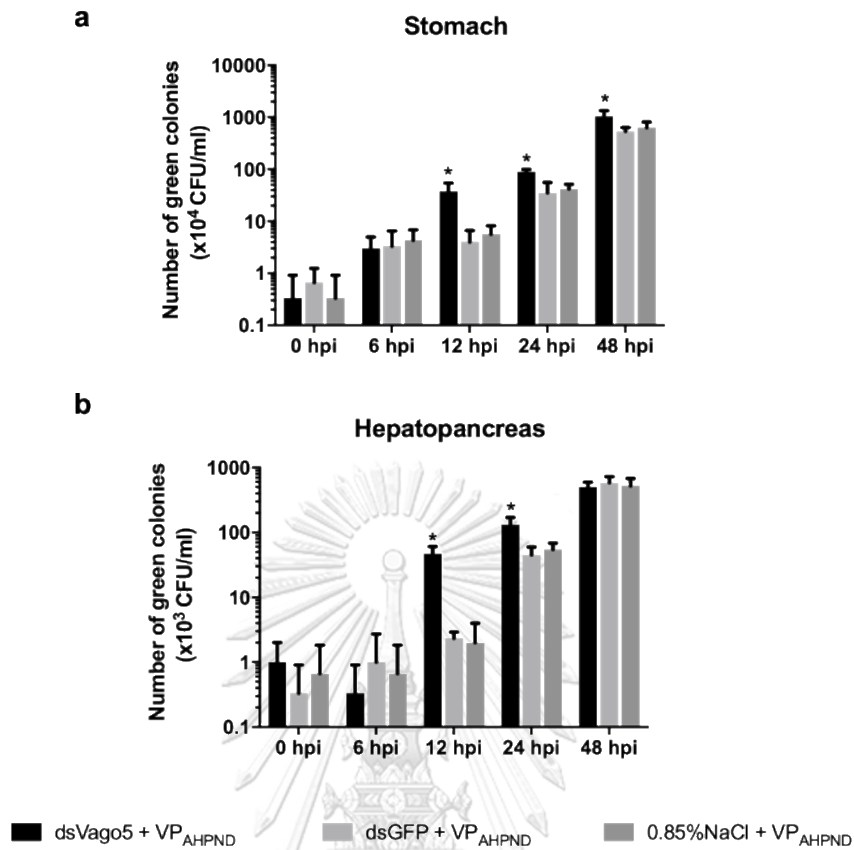 a
Stomach
Number of green colonies
(x10⁴ CFU/ml)
10000
1000
100
10
1
0.1
* * *
0 hpi 6 hpi 12 hpi 24 hpi 48 hpi
b
Hepatopancreas
Number of green colonies
(x10³ CFU/ml)
1000
100
10
1
0.1
* *
0 hpi 6 hpi 12 hpi 24 hpi 48 hpi
dsVago5 + VP_AHPND dsGFP + VP_AHPND 0.85%NaCl + VP_AHPND